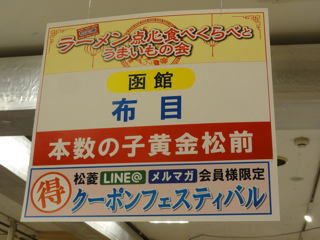 ラーメン点心食べくらべと
うまいもの会
函館
布目
本数の子黄金松前
得
松菱 LINE@ メルマガ 会員様限定
クーポンフェスティバル